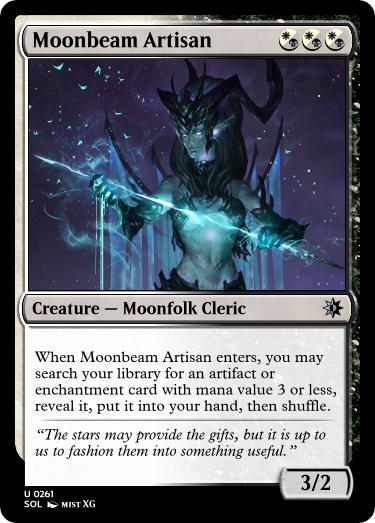 Moonbeam Artisan
Creature — Moonfolk Cleric
When Moonbeam Artisan enters, you may
search your library for an artifact or
enchantment card with mana value 3 or less,
reveal it, put it into your hand, then shuffle.
"The stars may provide the gifts, but it is up to
us to fashion them into something useful."
3/2
U 0261
SOL MIST XG